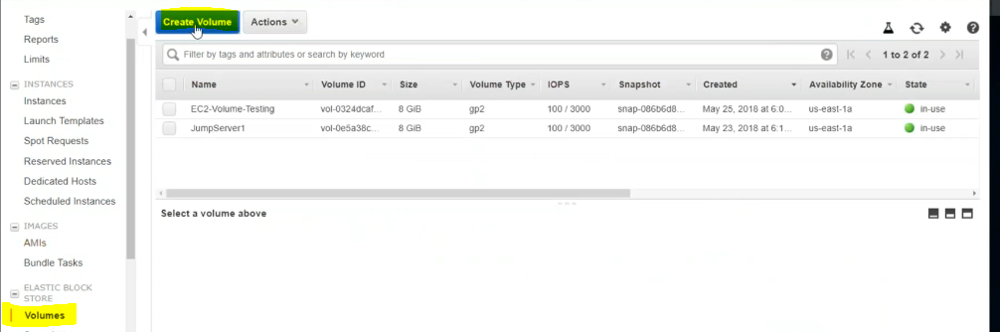 Tags
Reports
Limits
INSTANCES
Instances
Launch Templates
Spot Requests
Reserved Instances
Dedicated Hosts
Scheduled Instances
IMAGES
AMIs
Bundle Tasks
ELASTIC BLOCK
STORE
Volumes
Create Volume Actions
Filter by tags and attributes or search by keyword 1 to 2 of 2
Name Volume ID Size Volume Type IOPS Snapshot Created Availability Zone State
EC2-Volume-Testing vol-0324dcaf... 8 GiB gp2 100 / 3000 snap-086b6d8... May 25, 2018 at 6:0... us-east-1a in-use
JumpServer1 vol-0e5a38c... 8 GiB gp2 100 / 3000 snap-086b6d8... May 23, 2018 at 6:1... us-east-1a in-use
Select a volume above